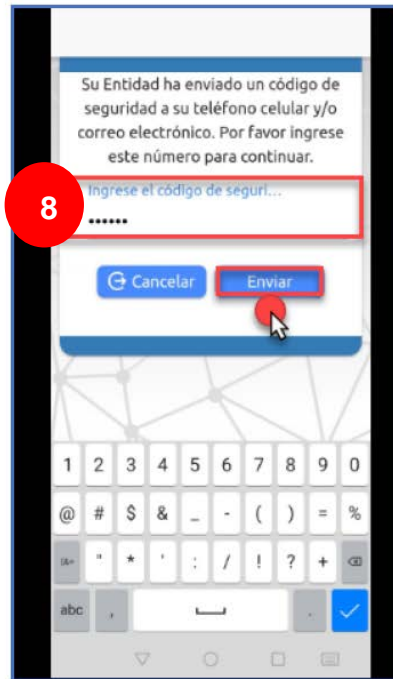 Su Entidad ha enviado un código de
seguridad a su teléfono celular y/o
correo electrónico. Por favor ingrese
este número para continuar.
8
Ingrese el código de seguri...
••••••
Cancelar
Enviar
1 2 3 4 5 6 7 8 9 0
@ # $ & _ - ( ) = %
" * ' : / ! ? +
abc , .